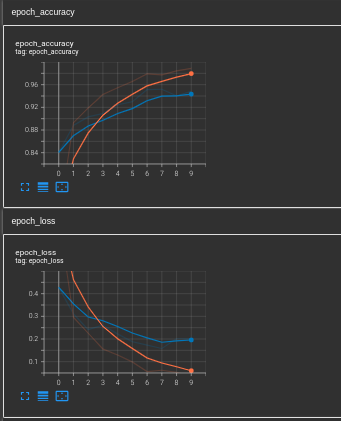 epoch_accuracy
epoch_accuracy
tag: epoch_accuracy
0.96
0.92
0.88
0.84
0 1 2 3 4 5 6 7 8 9
epoch_loss
epoch_loss
tag: epoch_loss
0.4
0.3
0.2
0.1
0 1 2 3 4 5 6 7 8 9